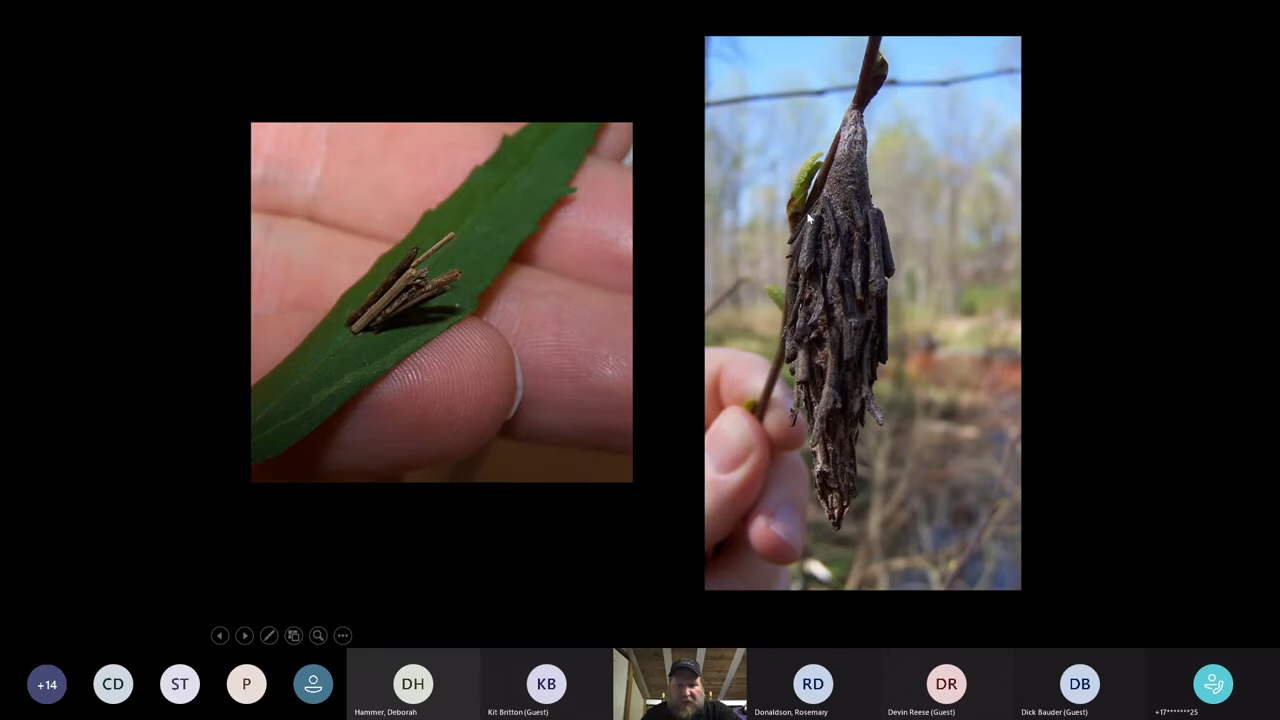 +14
CD
ST
P
DH
KB
RD
DR
DB
Hammer, Deborah
Kit Britton (Guest)
Donaldson, Rosemary
Devin Reese (Guest)
Dick Bauder (Guest)
+17*******25